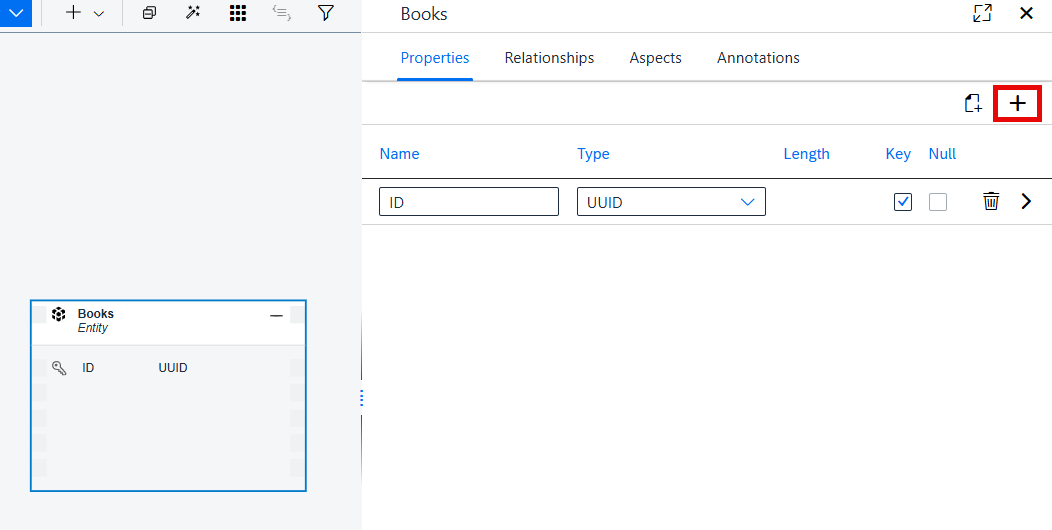 Books
Properties Relationships Aspects Annotations
Name Type Length Key Null
ID UUID
Books
Entity
ID UUID